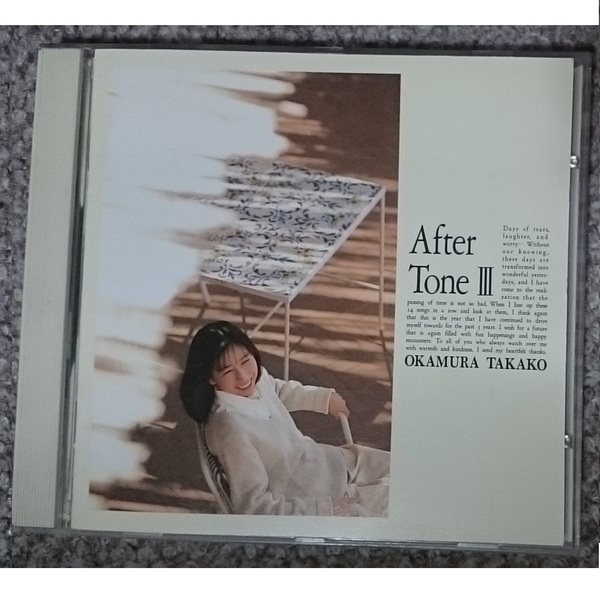 After
Tone Ⅲ
Days of tears,
laughter, and
worry— Without
our knowing,
these days are
transformed into
wonderful yester-
days, and I have
come to the reali-
zation that the
passing of time is not so bad. When I line up these
14 songs in a row and look at them, I think again
that this is the year that I have continued to drive
myself towards for the past 3 years. I wish for a future
that is again filled with fun happenings and happy
encounters. To all of you who always watch over me
with warmth and kindness, I send my heartfelt thanks.
OKAMURA TAKAKO